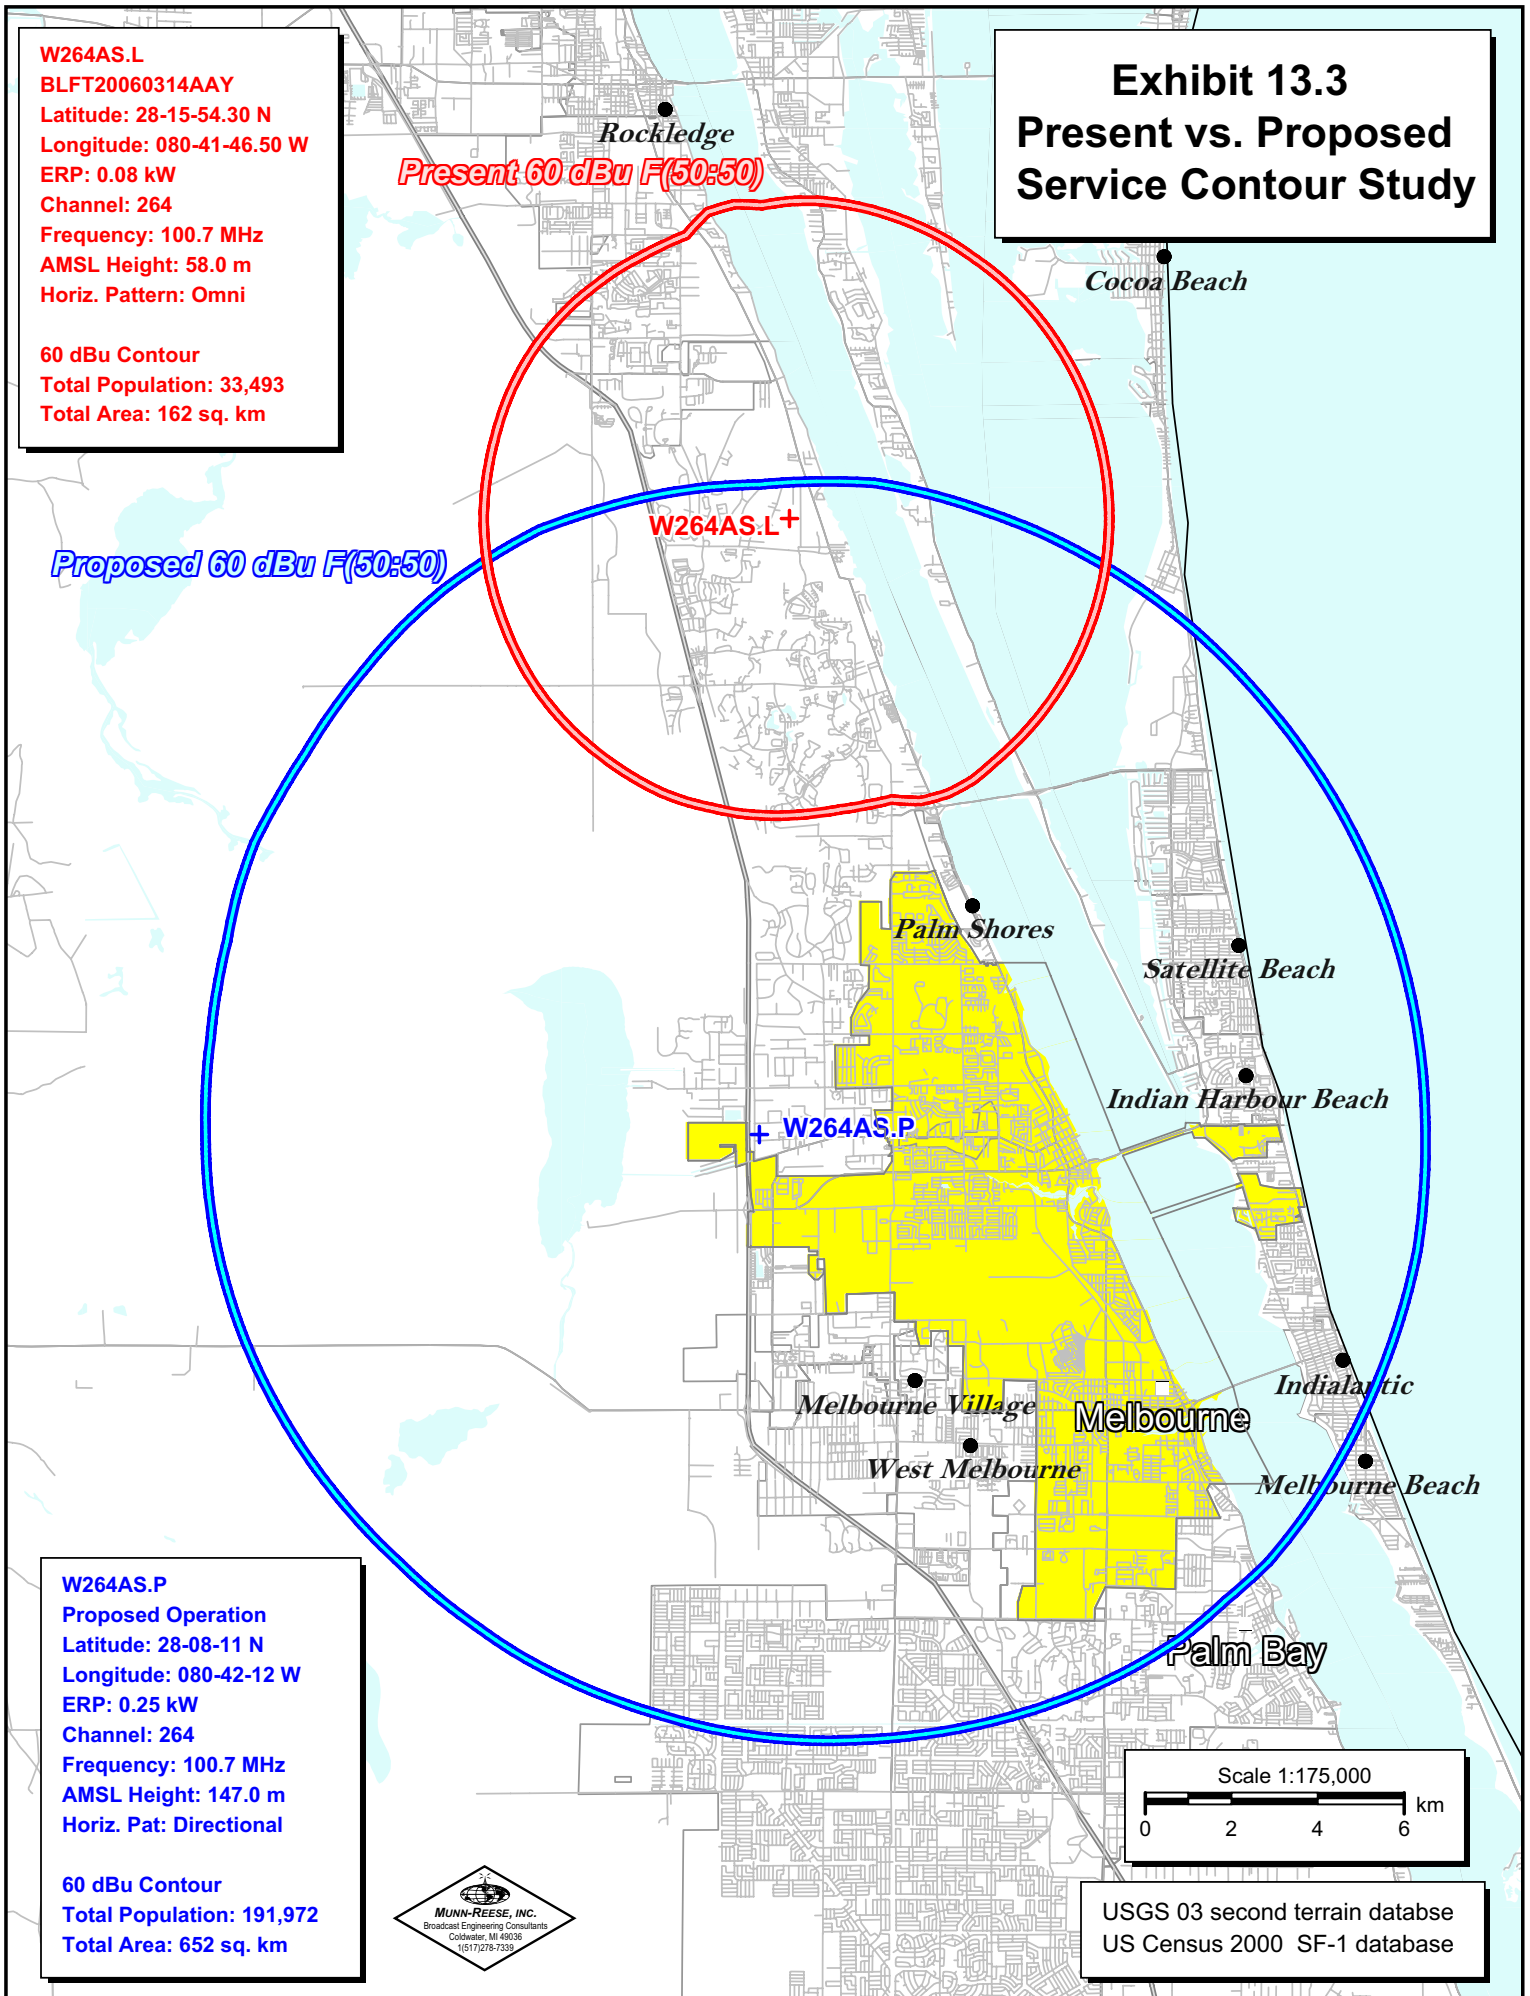 W264AS.L
BLFT20060314AAY
Latitude: 28-15-54.30 N
Longitude: 080-41-46.50 W
ERP: 0.08 kW
Channel: 264
Frequency: 100.7 MHz
AMSL Height: 58.0 m
Horiz. Pattern: Omni
60 dBu Contour
Total Population: 33,493
Total Area: 162 sq. km
Exhibit 13.3
Present vs. Proposed
Service Contour Study
Rockledge
Present 60 dBu F(50:50)
Cocoa Beach
W264AS.L
Proposed 60 dBu F(50:50)
Palm Shores
Satellite Beach
Indian Harbour Beach
W264AS.P
Indialantic
Melbourne Village
Melbourne
West Melbourne
Melbourne Beach
Palm Bay
W264AS.P
Proposed Operation
Latitude: 28-08-11 N
Longitude: 080-42-12 W
ERP: 0.25 kW
Channel: 264
Frequency: 100.7 MHz
AMSL Height: 147.0 m
Horiz. Pat: Directional
60 dBu Contour
Total Population: 191,972
Total Area: 652 sq. km
MUNN-REESE, INC.
Broadcast Engineering Consultants
Coldwater, MI 49036
1(517)278-7339
Scale 1:175,000
km
0 2 4 6
USGS 03 second terrain databse
US Census 2000 SF-1 database